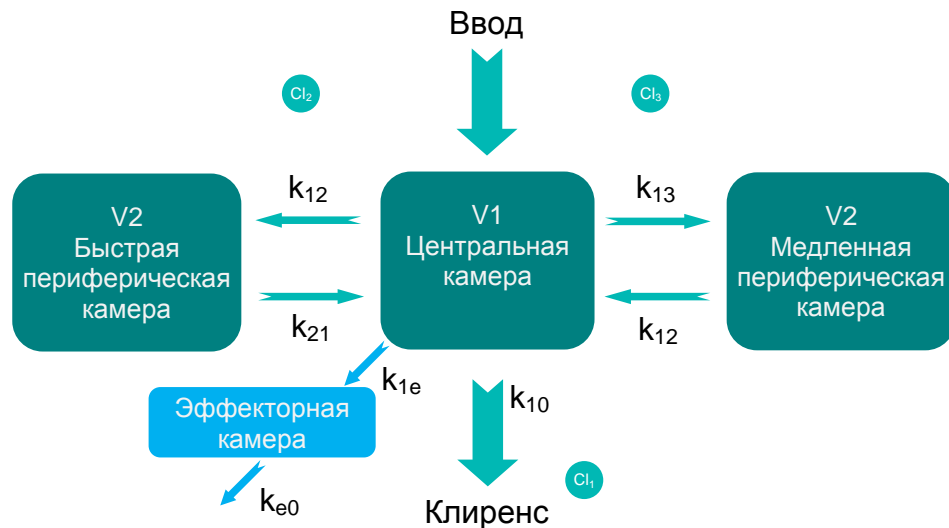 Ввод
Cl₂
Cl₃
k₁₂
k₁₃
V2
Быстрая
периферическая
камера
V1
Центральная
камера
V2
Медленная
периферическая
камера
k₂₁
k₁₂
k₁ₑ
k₁₀
Эффекторная
камера
kₑ₀
Cl₁
Клиренс